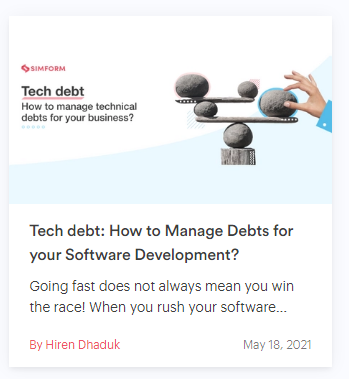 SIMFORM
Tech debt
How to manage technical
debts for your business?
Tech debt: How to Manage Debts for
your Software Development?
Going fast does not always mean you win
the race! When you rush your software...
By Hiren Dhaduk
May 18, 2021